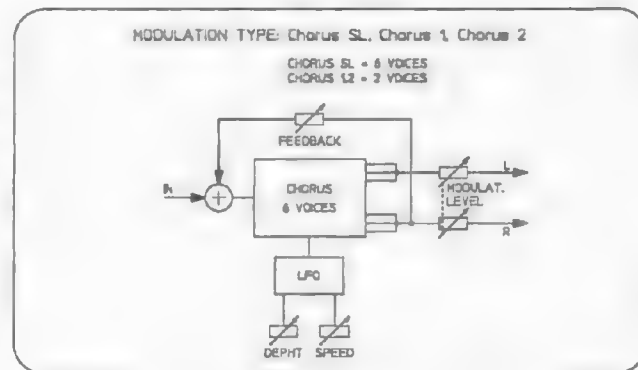 MODULATION TYPE: Chorus SL, Chorus 1, Chorus 2
CHORUS SL = 6 VOICES
CHORUS 1,2 = 2 VOICES
FEEDBACK
IN
CHORUS
6 VOICES
L
MODULAT.
LEVEL
R
LFO
DEPHT SPEED